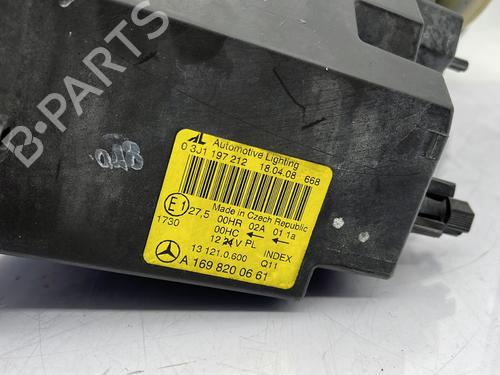 B-PARTS
AL Automotive Lighting
0 301 197 212 18.04.08 668
Made in Czech Republic
E1 27,5 00HR 02A 01 1a
1730 00HC ← ←
12 24 V PL INDEX
13 121.0.600 Q11
A 169 820 06 61